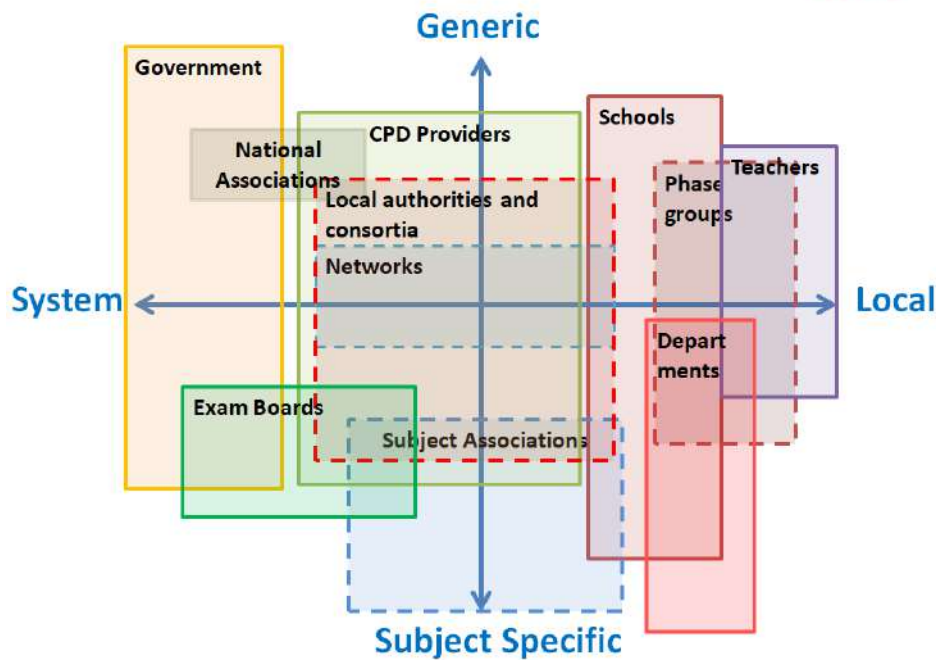 Generic
Government
CPD Providers
National
Associations
Schools
Teachers
Phase
groups
Local authorities and
consortia
Networks
System
Local
Depart
ments
Exam Boards
Subject Associations
Subject Specific